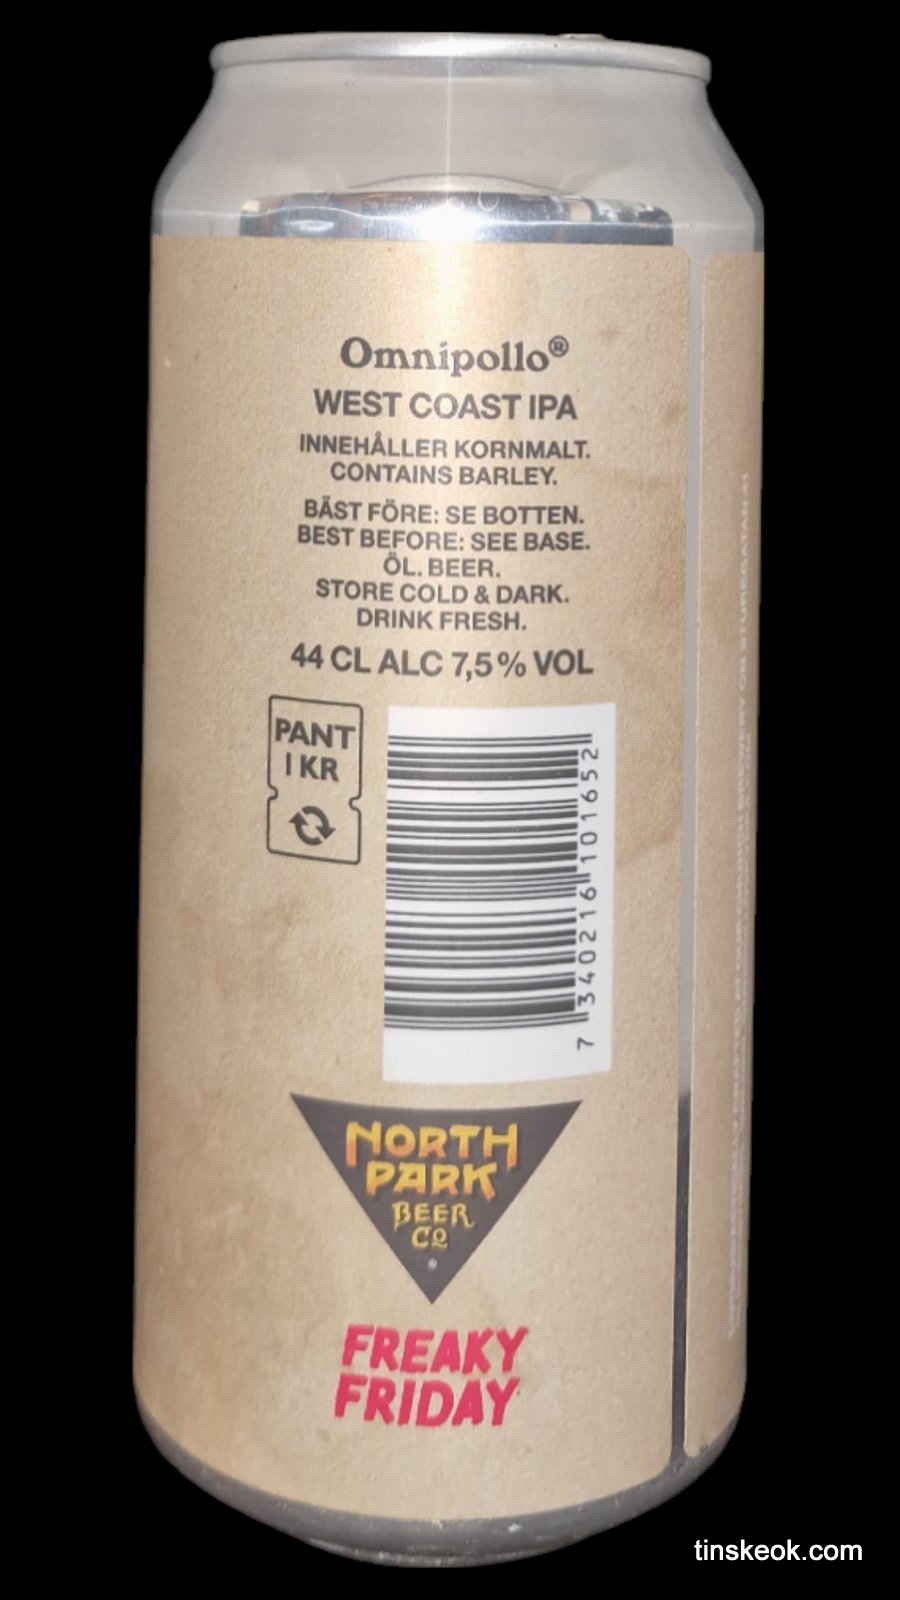 Omnipollo®
WEST COAST IPA
INNEHÅLLER KORNMALT.
CONTAINS BARLEY.
BÄST FÖRE: SE BOTTEN.
BEST BEFORE: SEE BASE.
ÖL. BEER.
STORE COLD & DARK.
DRINK FRESH.
44 CL ALC 7,5% VOL
PANT
1 KR
7 340216 101652
NORTH
PARK
BEER
CO
®
FREAKY
FRIDAY
tinskeok.com